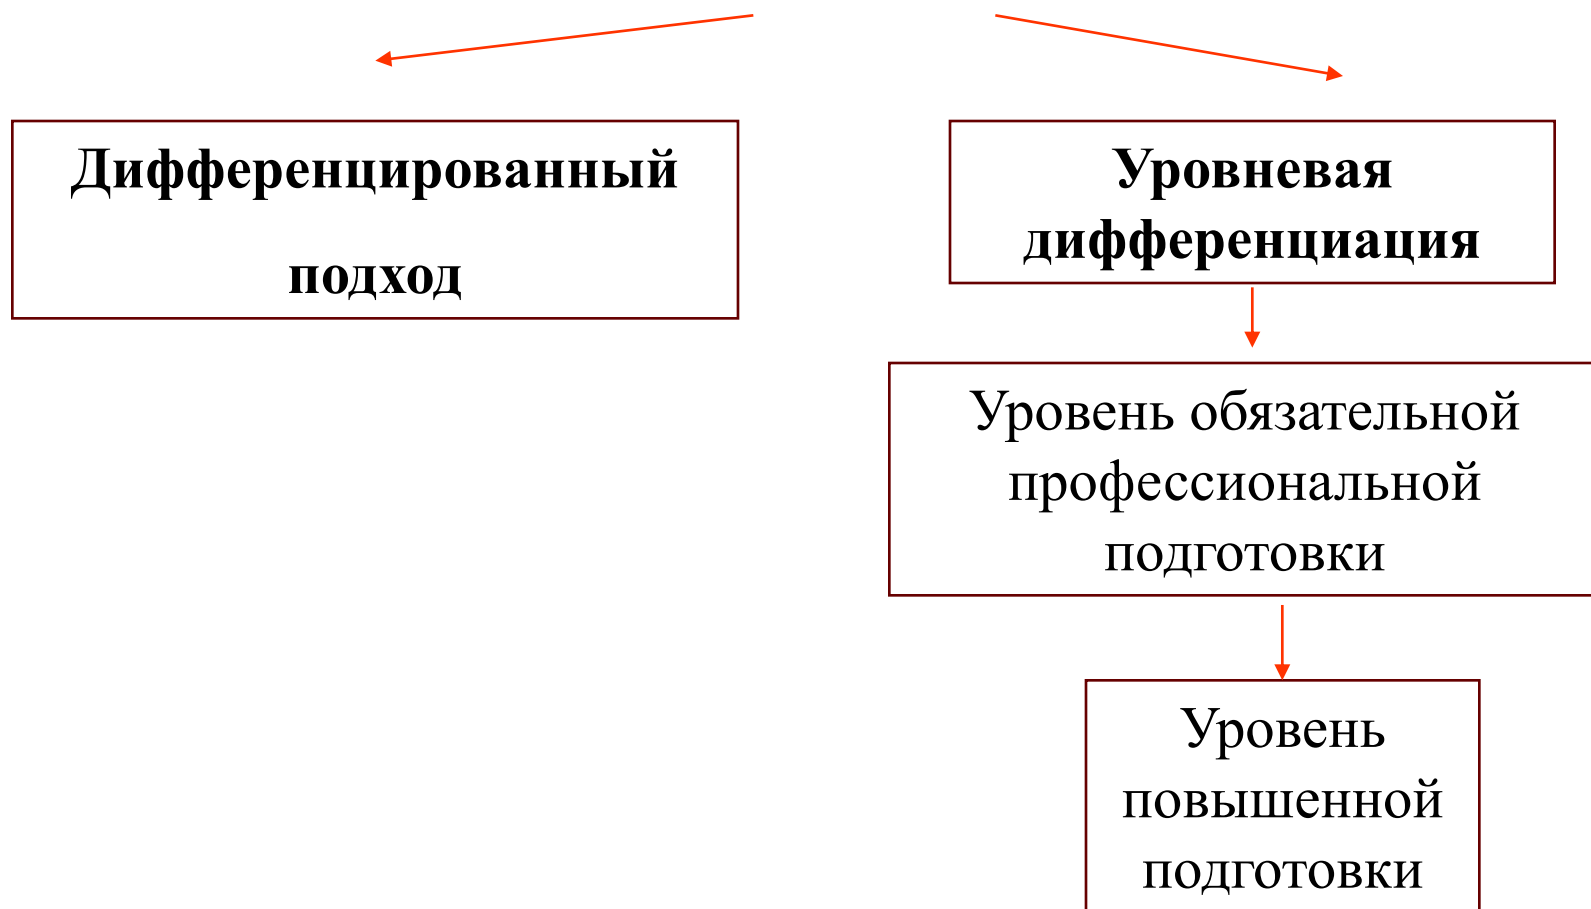 Дифференцированный
подход
Уровневая
дифференциация
Уровень обязательной
профессиональной
подготовки
Уровень
повышенной
подготовки